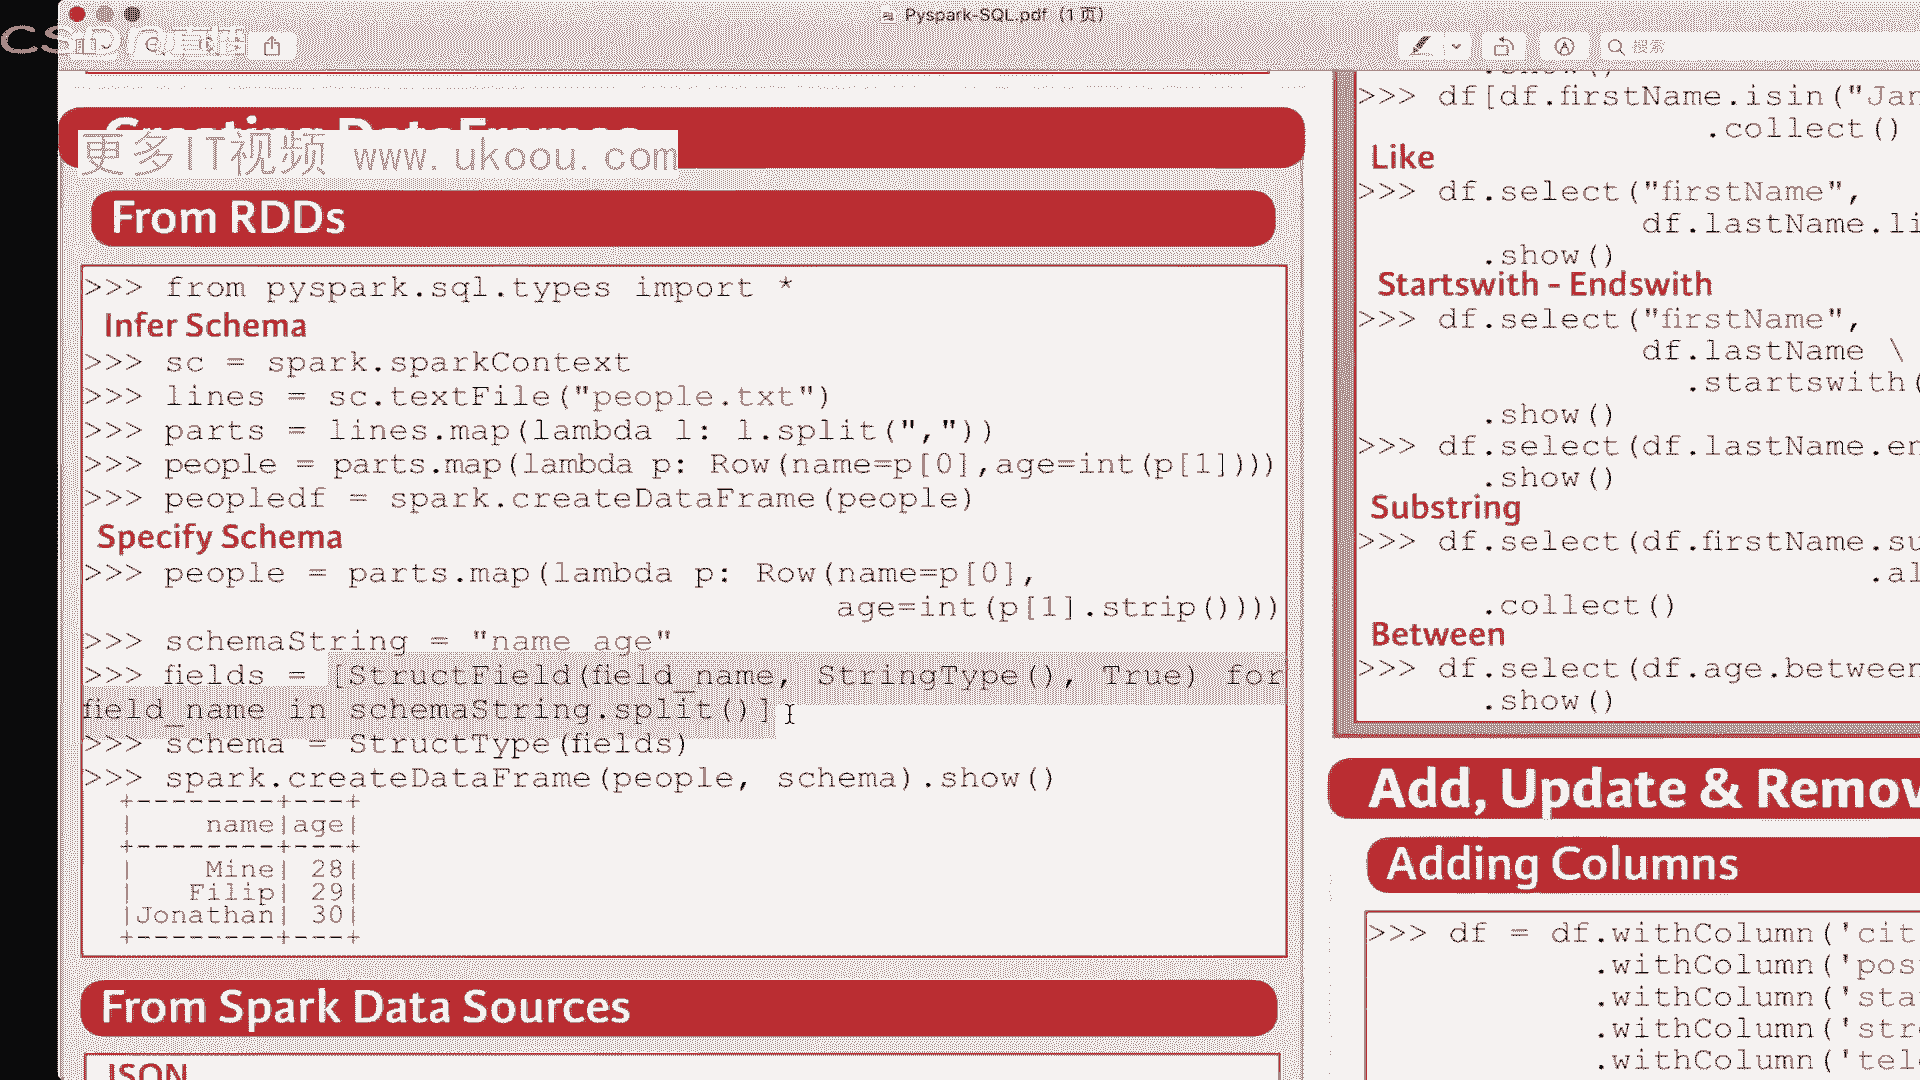 Pyspark-SQL.pdf (1 页)
搜索
更多IT视频 www.ukoou.com
Creating DataFrames
From RDDs
>>> from pyspark.sql.types import *
Infer Schema
>>> sc = spark.sparkContext
>>> lines = sc.textFile("people.txt")
>>> parts = lines.map(lambda l: l.split(","))
>>> people = parts.map(lambda p: Row(name=p[0],age=int(p[1])))
>>> peopledf = spark.createDataFrame(people)
Specify Schema
>>> people = parts.map(lambda p: Row(name=p[0],
age=int(p[1].strip())))
>>> schemaString = "name age"
>>> fields = [StructField(field_name, StringType(), True) for
field_name in schemaString.split()]
>>> schema = StructType(fields)
>>> spark.createDataFrame(people, schema).show()
+--------+---+
|    name|age|
+--------+---+
|    Mine| 28|
|   Filip| 29|
|Jonathan| 30|
+--------+---+
From Spark Data Sources
JSON
.show()
>>> df[df.firstName.isin("Jan
.collect()
Like
>>> df.select("firstName",
df.lastName.li
.show()
Startswith - Endswith
>>> df.select("firstName",
df.lastName \
.startswith(
.show()
>>> df.select(df.lastName.en
.show()
Substring
>>> df.select(df.firstName.su
.al
.collect()
Between
>>> df.select(df.age.between
.show()
Add, Update & Remov
Adding Columns
>>> df = df.withColumn('cit
.withColumn('pos
.withColumn('sta
.withColumn('str
.withColumn('tel